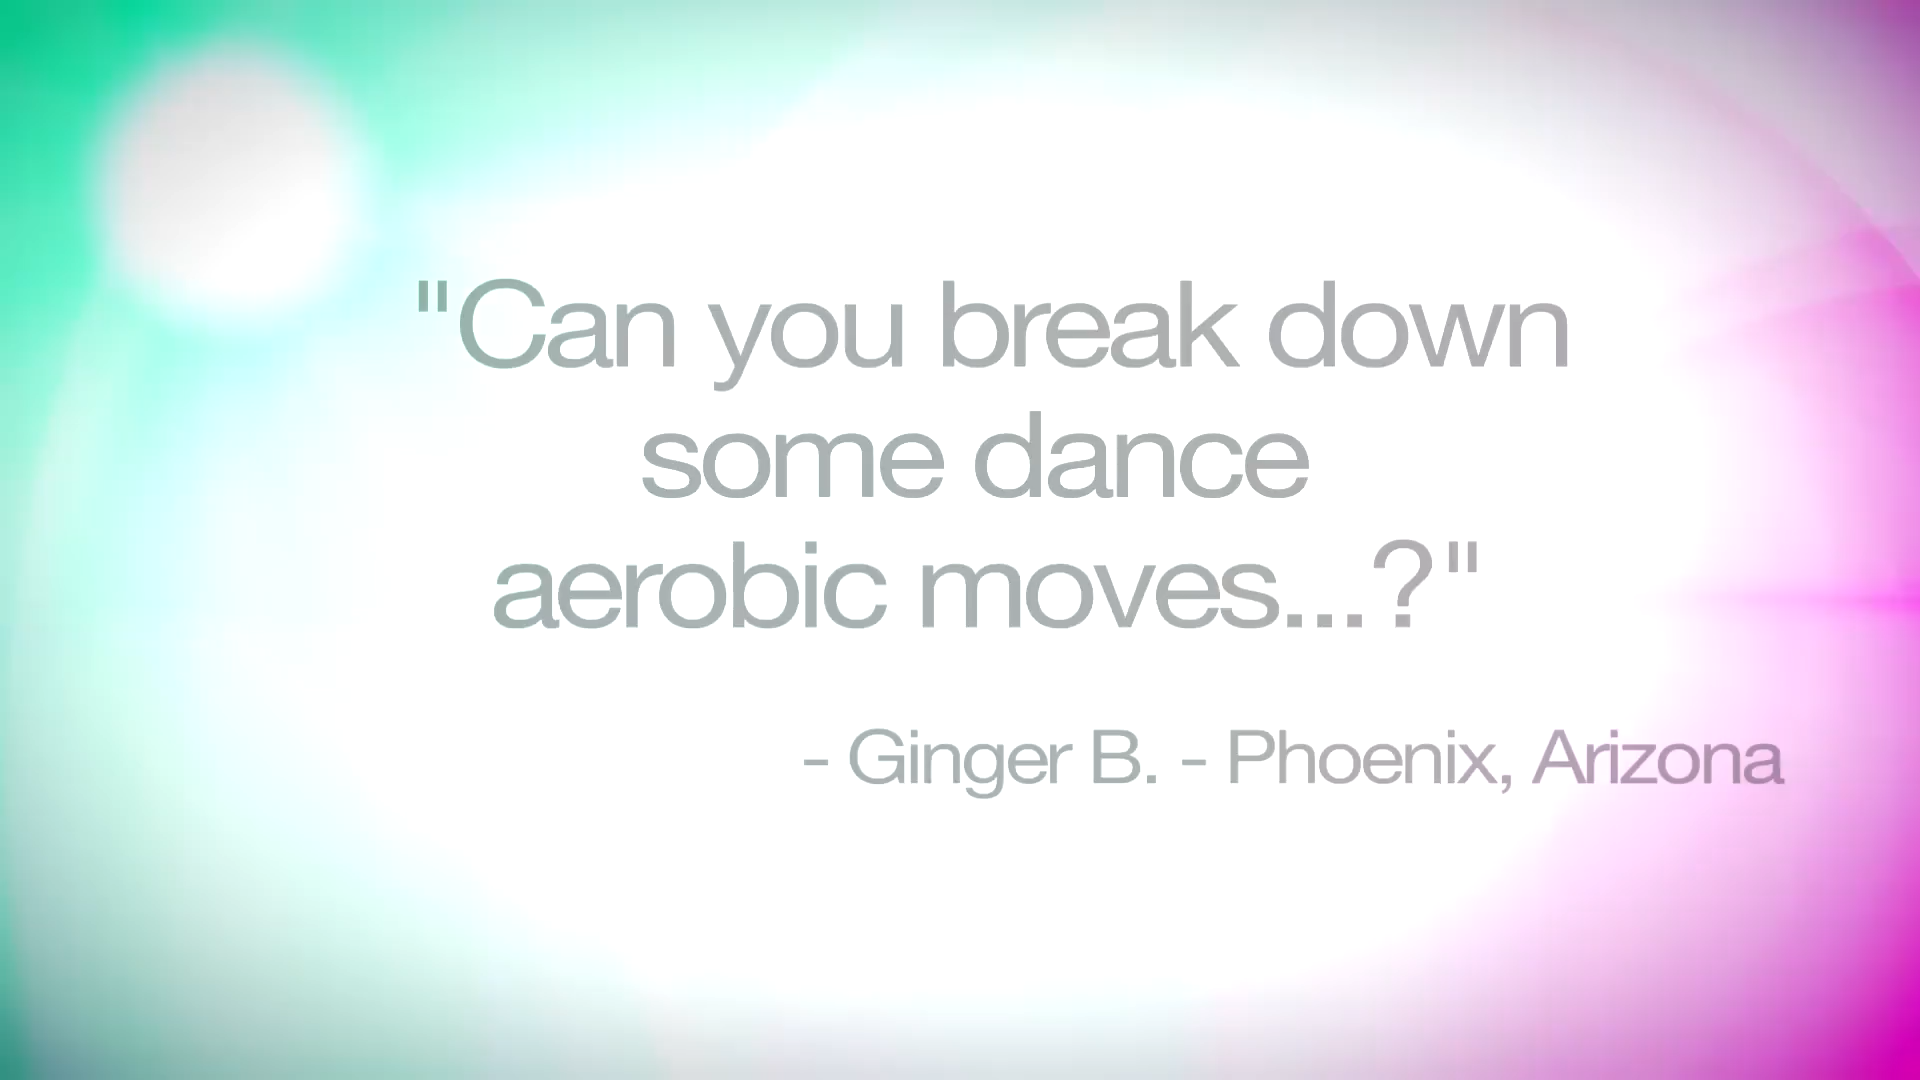 "Can you break down
some dance
aerobic moves...?"
- Ginger B. - Phoenix, Arizona